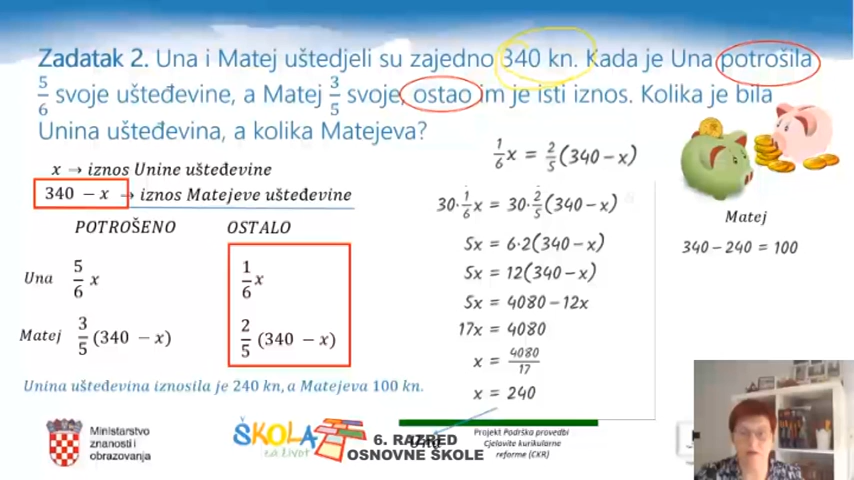 Zadatak 2. Una i Matej uštedjeli su zajedno 340 kn. Kada je Una potrošila
5/6 svoje ušteđevine, a Matej 3/5 svoje, ostao im je isti iznos. Kolika je bila
Unina ušteđevina, a kolika Matejeva?
x → iznos Unine ušteđevine
340 − x → iznos Matejeve ušteđevine
POTROŠENO OSTALO
Una 5/6 x 1/6 x
Matej 3/5 (340 − x) 2/5 (340 − x)
Unina ušteđevina iznosila je 240 kn, a Matejeva 100 kn.
1/6 x = 2/5 (340 − x)
30·1/6 x = 30·2/5 (340 − x)
5x = 6·2(340 − x)
5x = 12(340 − x)
5x = 4080 − 12x
17x = 4080
x = 4080/17
x = 240
Una
Matej
340 − 240 = 100
Ministarstvo
znanosti i
obrazovanja
ŠKOLA
za život
6. RAZRED
OSNOVNE ŠKOLE
Projekt Podrška provedbi
Cjelovite kurikularne
reforme (CKR)